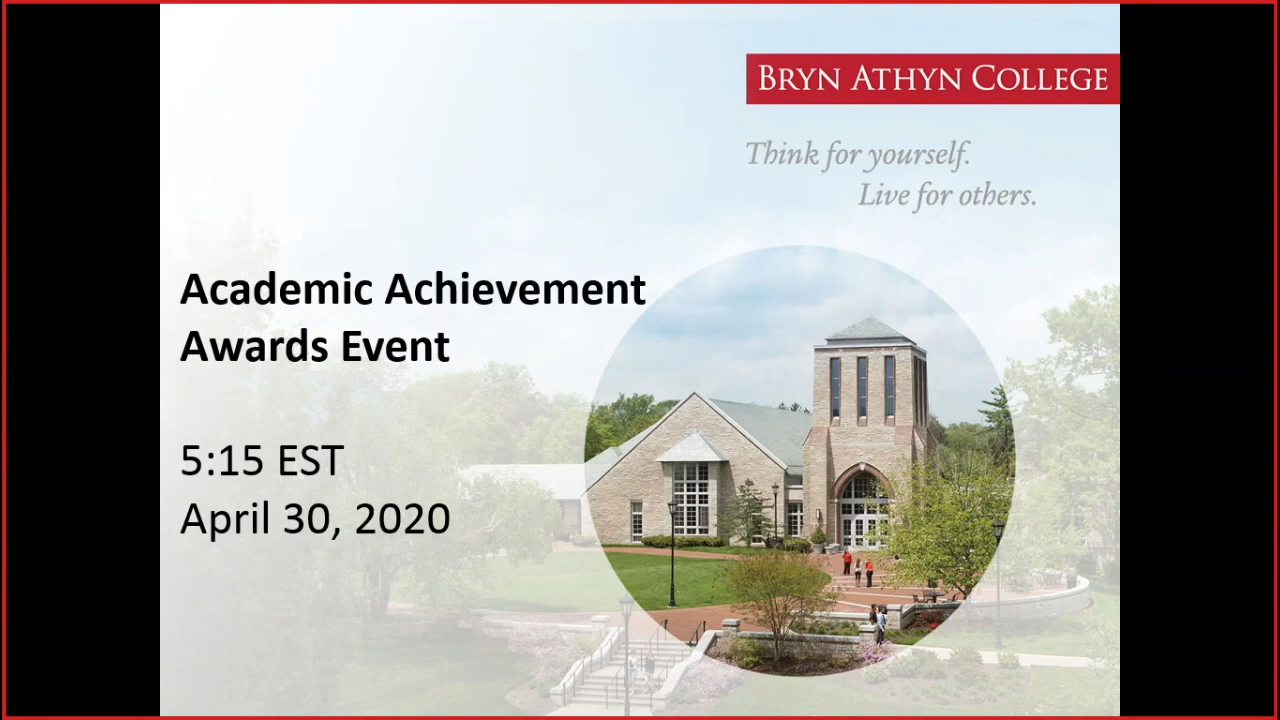 BRYN ATHYN COLLEGE
Think for yourself.
Live for others.
Academic Achievement
Awards Event
5:15 EST
April 30, 2020